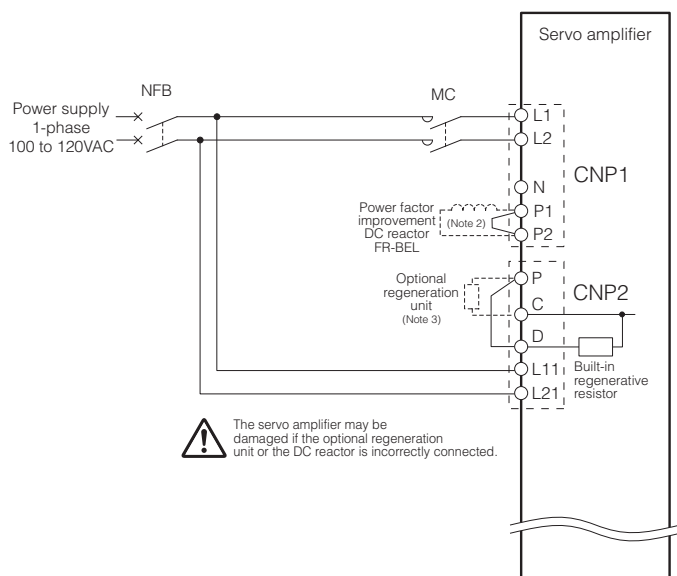 Servo amplifier
NFB
MC
Power supply
1-phase
100 to 120VAC
L1
L2
N
CNP1
Power factor
improvement
DC reactor
FR-BEL
(Note 2)
P1
P2
Optional
regeneration
unit
(Note 3)
P
C
CNP2
D
L11
L21
Built-in
regenerative
resistor
The servo amplifier may be
damaged if the optional regeneration
unit or the DC reactor is incorrectly connected.